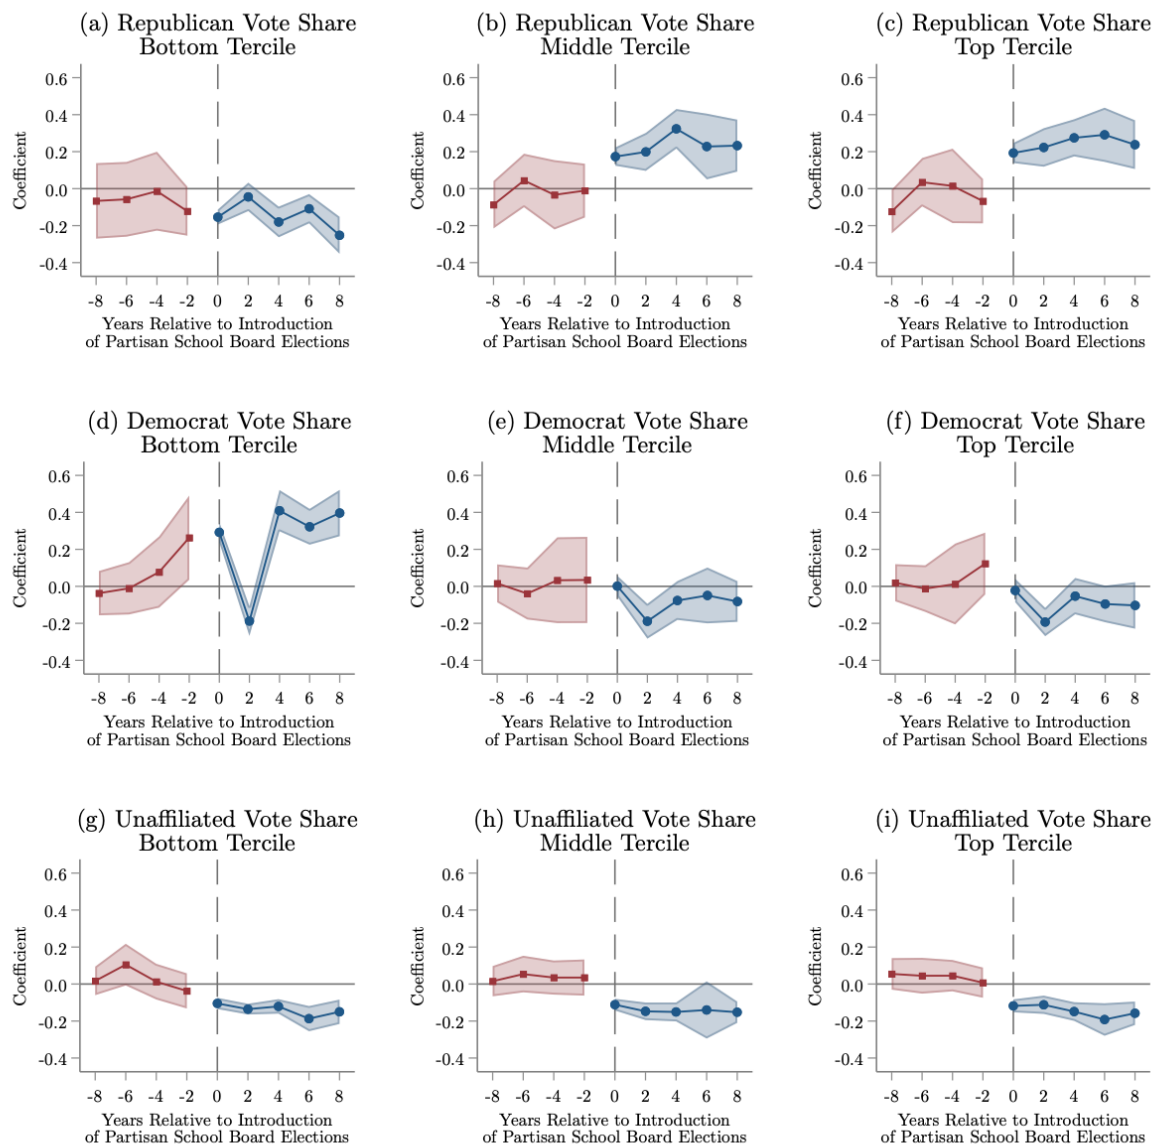 (a) Republican Vote Share
Bottom Tercile
0.6
0.4
0.2
0.0
-0.2
-0.4
Coefficient
-8 -6 -4 -2 0 2 4 6 8
Years Relative to Introduction
of Partisan School Board Elections
(b) Republican Vote Share
Middle Tercile
0.6
0.4
0.2
0.0
-0.2
-0.4
Coefficient
-8 -6 -4 -2 0 2 4 6 8
Years Relative to Introduction
of Partisan School Board Elections
(c) Republican Vote Share
Top Tercile
0.6
0.4
0.2
0.0
-0.2
-0.4
Coefficient
-8 -6 -4 -2 0 2 4 6 8
Years Relative to Introduction
of Partisan School Board Elections
(d) Democrat Vote Share
Bottom Tercile
0.6
0.4
0.2
0.0
-0.2
-0.4
Coefficient
-8 -6 -4 -2 0 2 4 6 8
Years Relative to Introduction
of Partisan School Board Elections
(e) Democrat Vote Share
Middle Tercile
0.6
0.4
0.2
0.0
-0.2
-0.4
Coefficient
-8 -6 -4 -2 0 2 4 6 8
Years Relative to Introduction
of Partisan School Board Elections
(f) Democrat Vote Share
Top Tercile
0.6
0.4
0.2
0.0
-0.2
-0.4
Coefficient
-8 -6 -4 -2 0 2 4 6 8
Years Relative to Introduction
of Partisan School Board Elections
(g) Unaffiliated Vote Share
Bottom Tercile
0.6
0.4
0.2
0.0
-0.2
-0.4
Coefficient
-8 -6 -4 -2 0 2 4 6 8
Years Relative to Introduction
of Partisan School Board Elections
(h) Unaffiliated Vote Share
Middle Tercile
0.6
0.4
0.2
0.0
-0.2
-0.4
Coefficient
-8 -6 -4 -2 0 2 4 6 8
Years Relative to Introduction
of Partisan School Board Elections
(i) Unaffiliated Vote Share
Top Tercile
0.6
0.4
0.2
0.0
-0.2
-0.4
Coefficient
-8 -6 -4 -2 0 2 4 6 8
Years Relative to Introduction
of Partisan School Board Elections